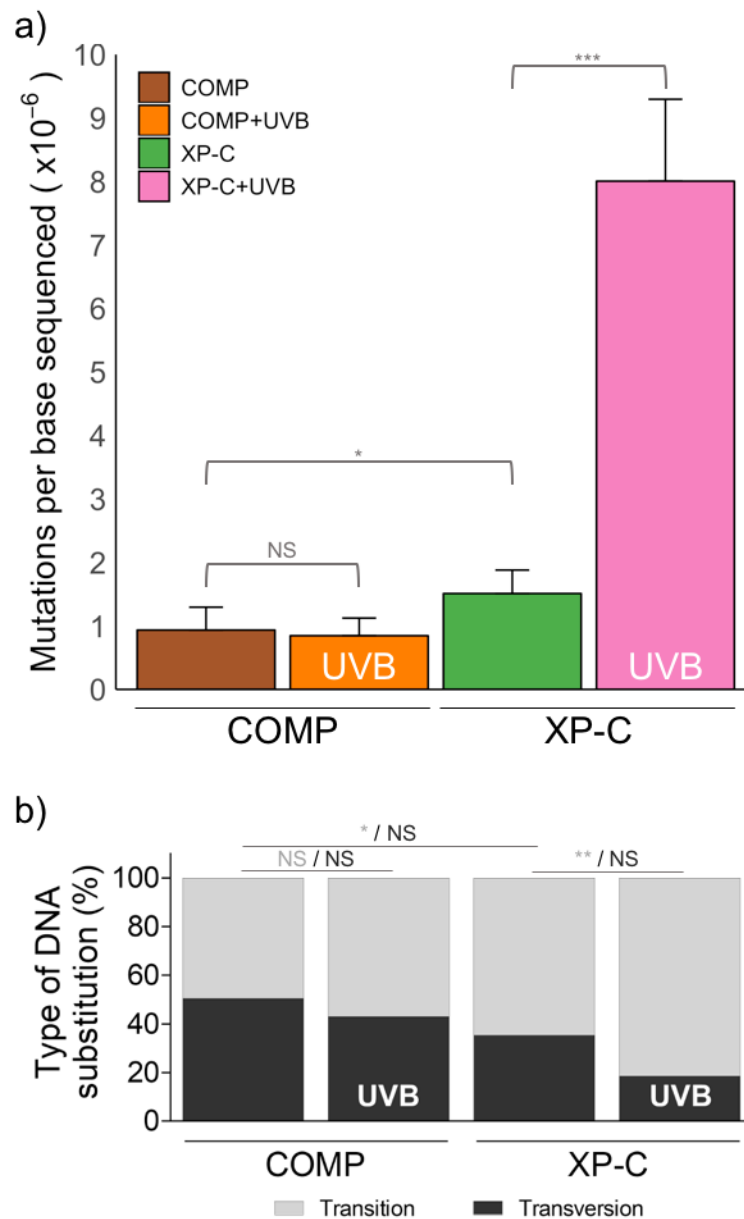 a)
Mutations per base sequenced ( x10⁻⁶)
10
9
8
7
6
5
4
3
2
1
0
COMP
COMP+UVB
XP-C
XP-C+UVB
***
*
NS
UVB
UVB
COMP
XP-C
b)
Type of DNA
substitution (%)
* / NS
NS / NS
** / NS
100
80
60
40
20
0
UVB
UVB
COMP
XP-C
Transition
Transversion